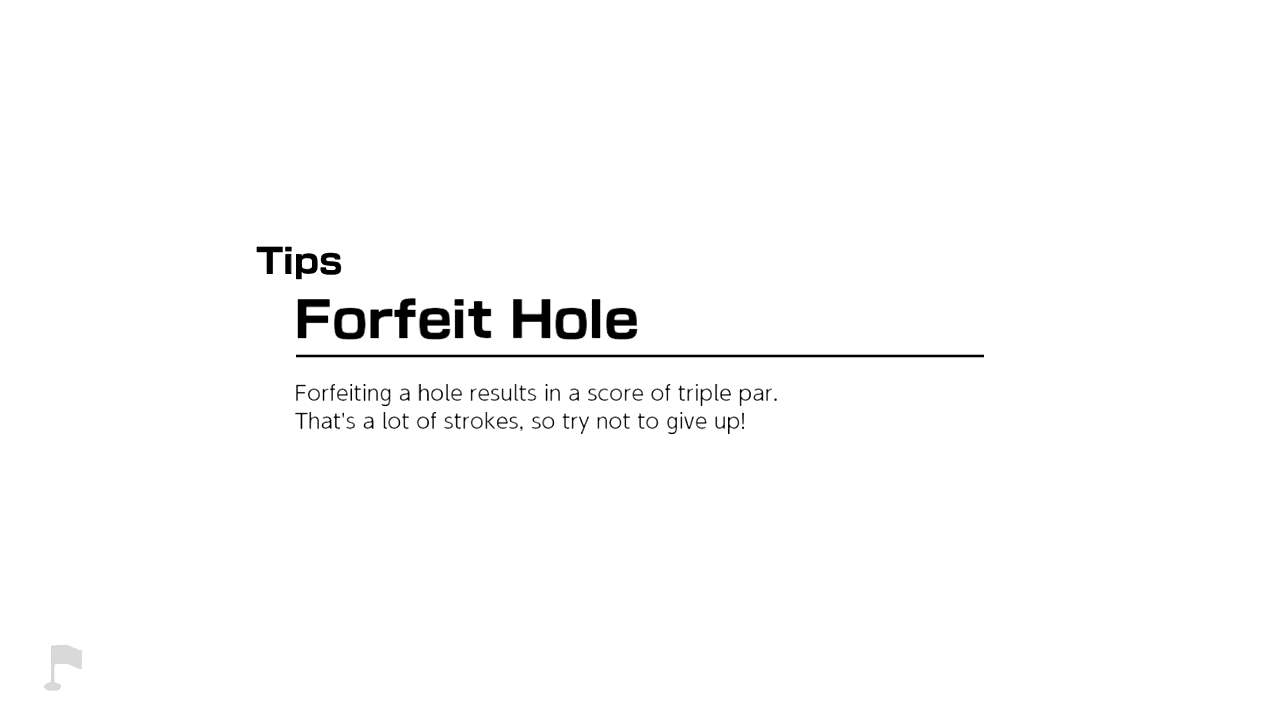 Tips
Forfeit Hole
Forfeiting a hole results in a score of triple par.
That's a lot of strokes, so try not to give up!